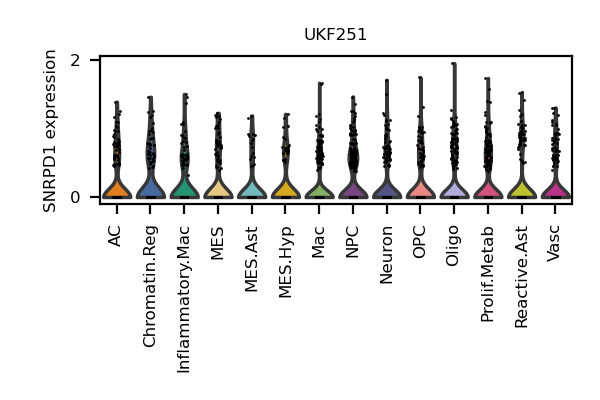 UKF251
SNRPD1 expression
2
0
AC
Chromatin.Reg
Inflammatory.Mac
MES
MES.Ast
MES.Hyp
Mac
NPC
Neuron
OPC
Oligo
Prolif.Metab
Reactive.Ast
Vasc